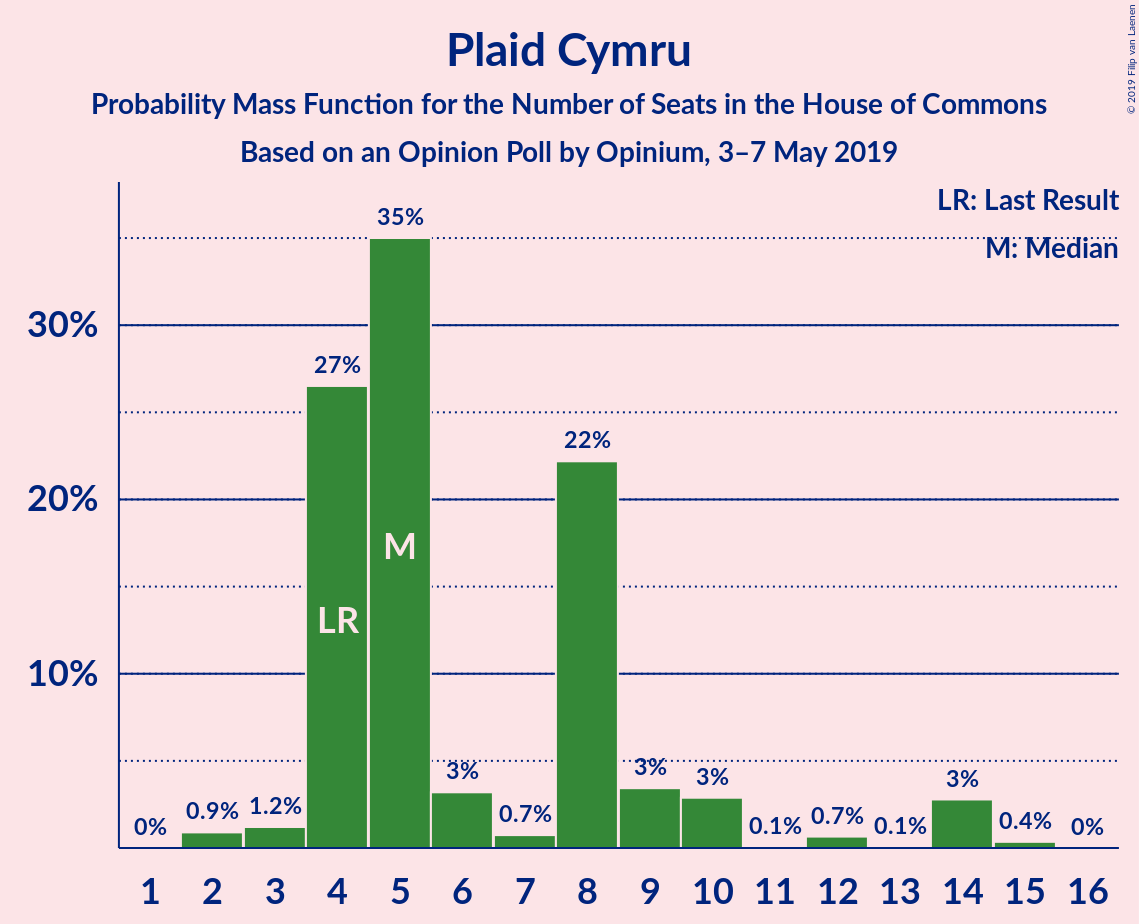 Plaid Cymru
Probability Mass Function for the Number of Seats in the House of Commons
Based on an Opinion Poll by Opinium, 3–7 May 2019
© 2019 Filip van Laenen
LR: Last Result
M: Median
35%
30%
27%
22%
20%
M
LR
10%
3%
3%
3%
3%
0%
0.9%
1.2%
0.7%
0.1%
0.7%
0.1%
0.4%
0%
1 2 3 4 5 6 7 8 9 10 11 12 13 14 15 16